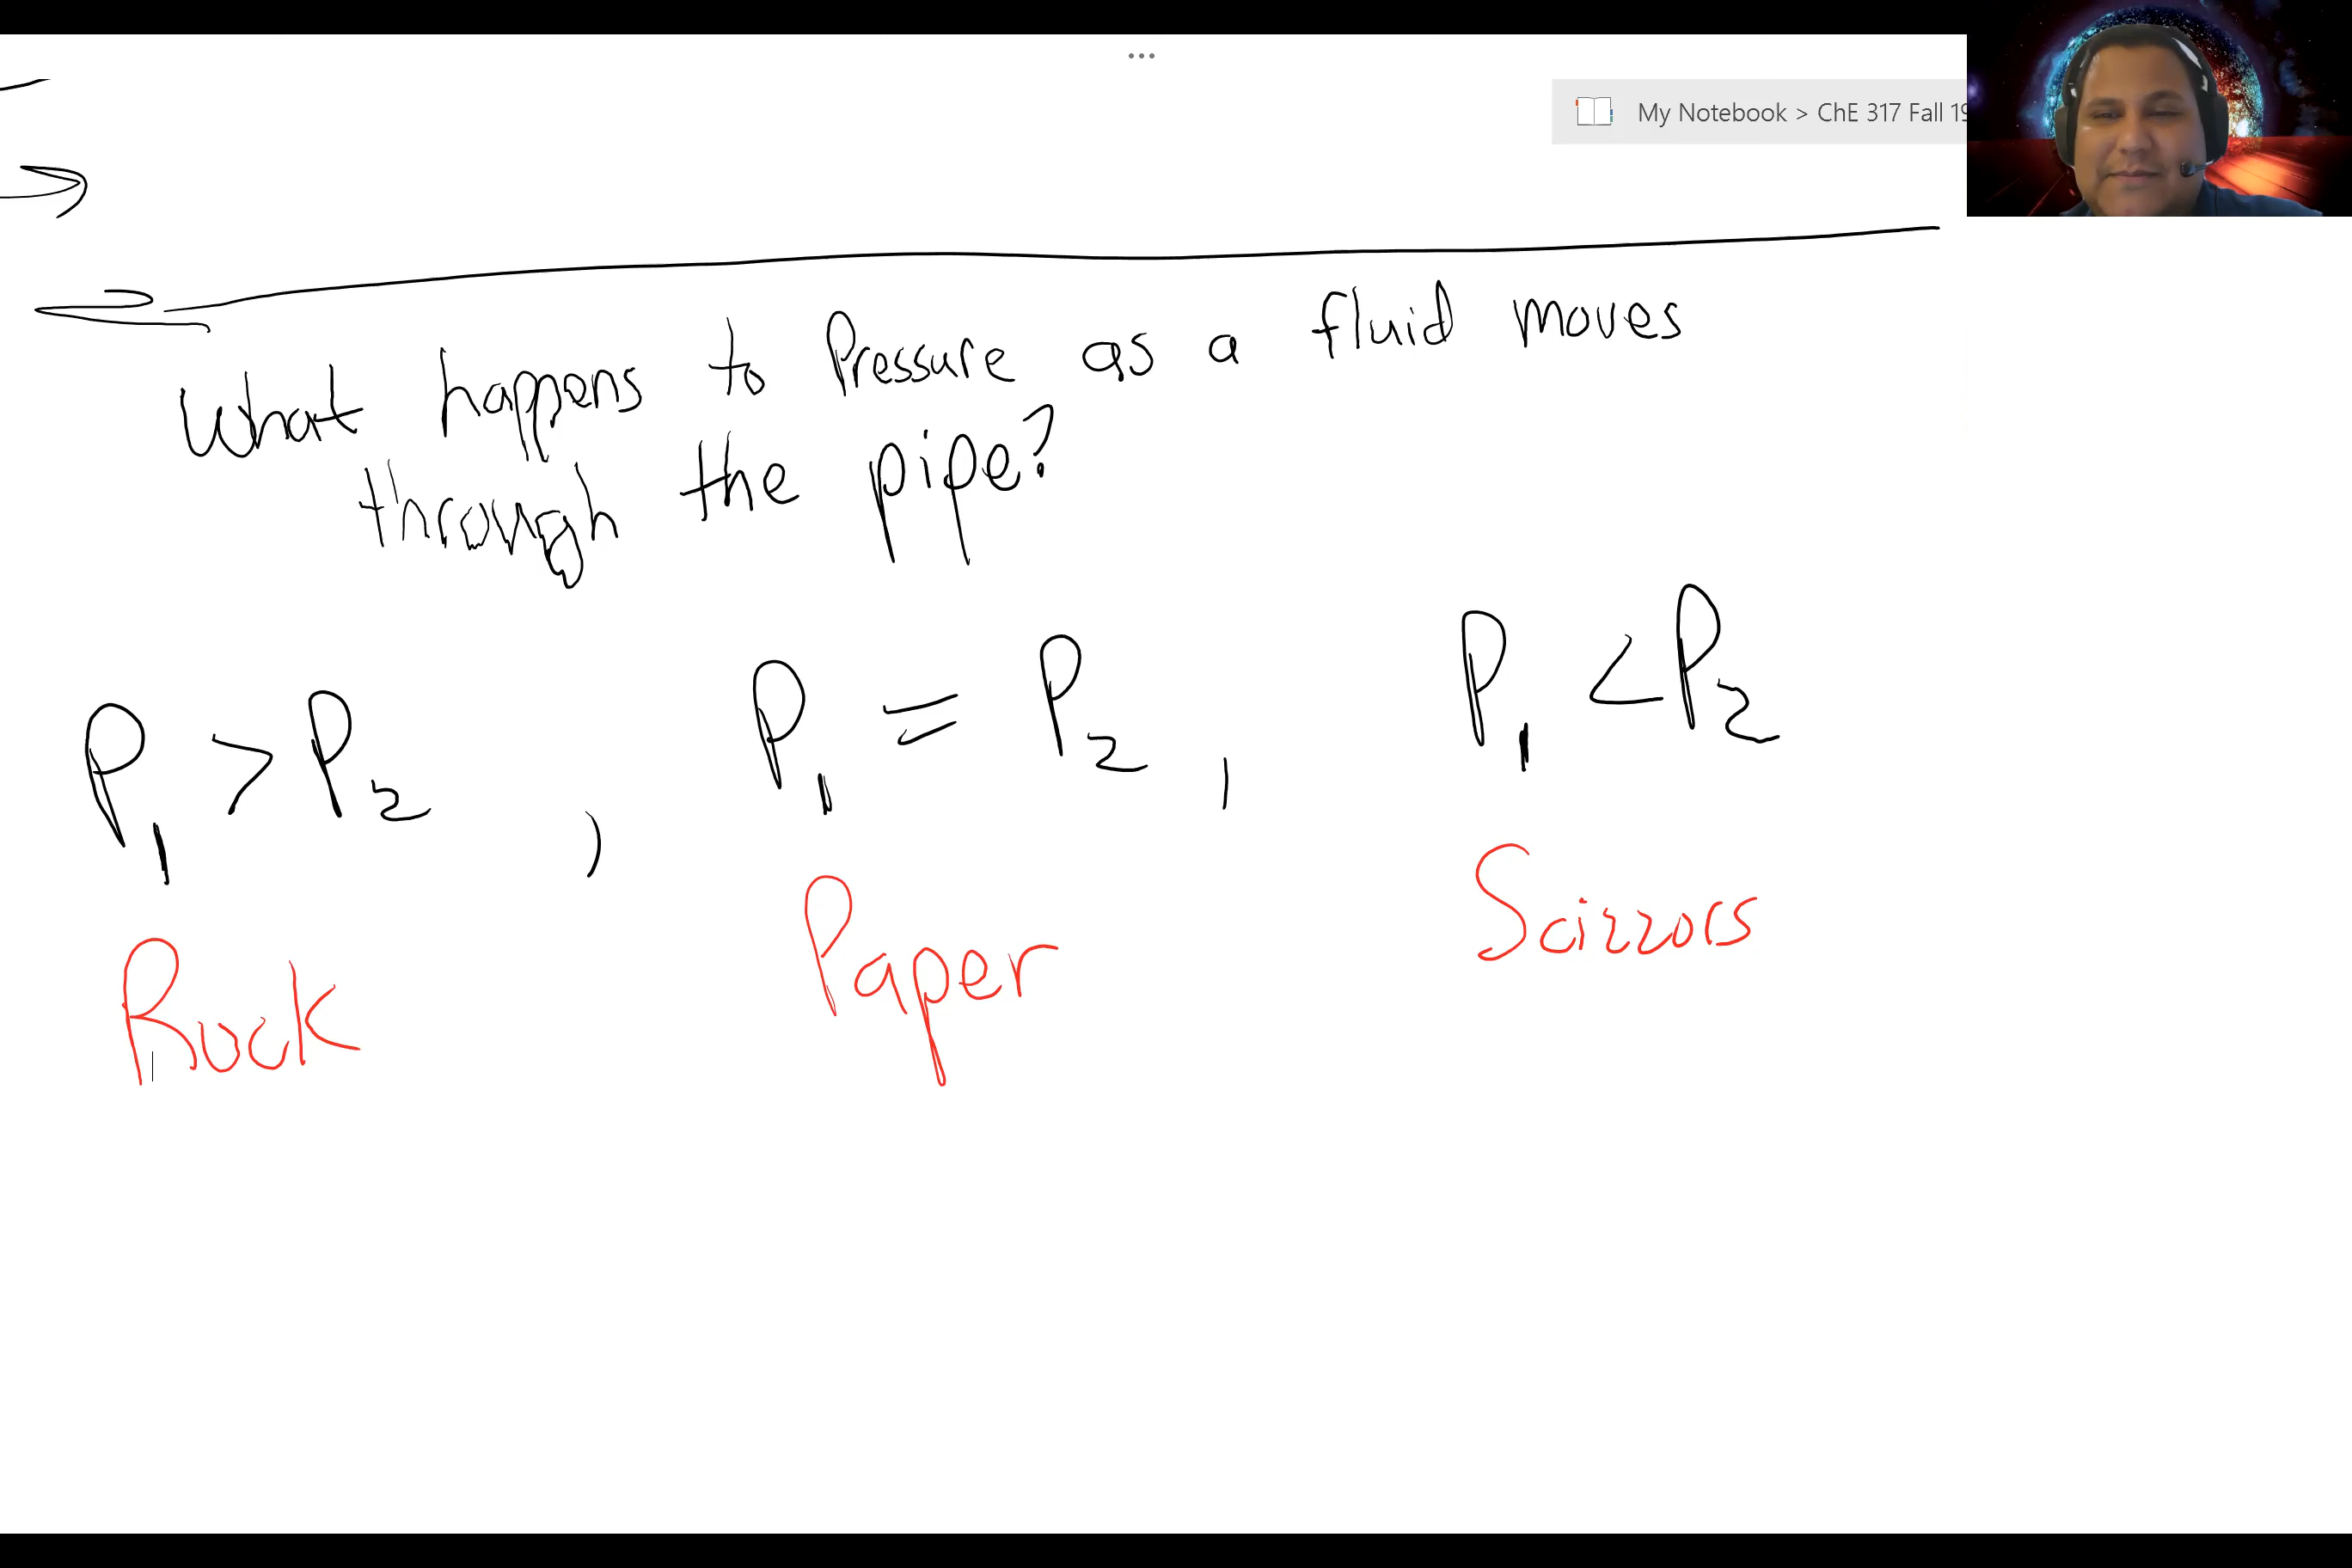 My Notebook > ChE 317 Fall 19
What happens to Pressure as a fluid moves
through the pipe?
P₁ > P₂ , P₁ = P₂ , P₁ < P₂
Rock Paper Scizzors